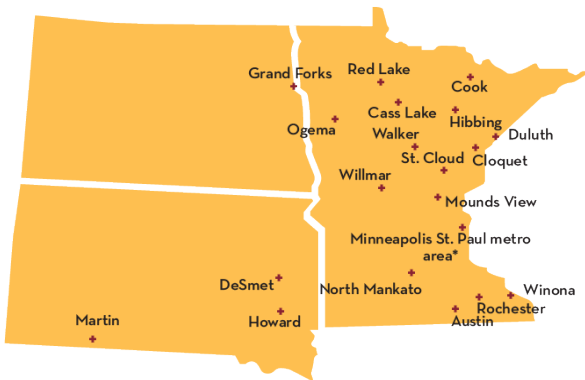 Red Lake
Grand Forks
Cook
Cass Lake
Hibbing
Ogema
Walker
Duluth
St. Cloud
Cloquet
Willmar
Mounds View
Minneapolis St. Paul metro
area*
DeSmet
North Mankato
Winona
Rochester
Martin
Howard
Austin